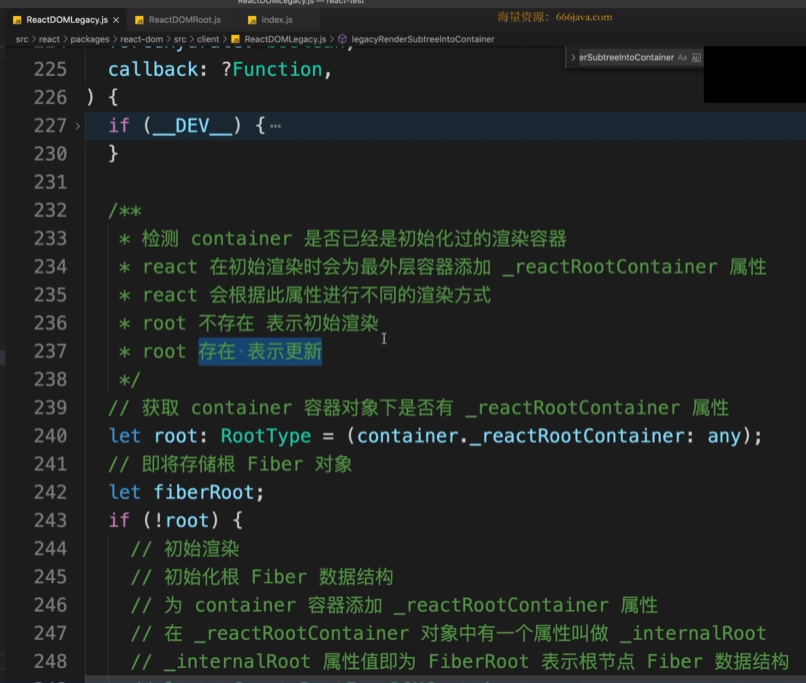 ReactDOMLegacy.js — react-test
ReactDOMLegacy.js × ReactDOMRoot.js index.js 海量资源：666java.com
src > react > packages > react-dom > src > client > ReactDOMLegacy.js > legacyRenderSubtreeIntoContainer
erSubtreeIntoContainer Aa
225 callback: ?Function,
226 ) {
227 > if (__DEV__) {⋯
230 }
231
232 /**
233 * 检测 container 是否已经是初始化过的渲染容器
234 * react 在初始渲染时会为最外层容器添加 _reactRootContainer 属性
235 * react 会根据此属性进行不同的渲染方式
236 * root 不存在 表示初始渲染
237 * root 存在 表示更新
238 */
239 // 获取 container 容器对象下是否有 _reactRootContainer 属性
240 let root: RootType = (container._reactRootContainer: any);
241 // 即将存储根 Fiber 对象
242 let fiberRoot;
243 if (!root) {
244 // 初始渲染
245 // 初始化根 Fiber 数据结构
246 // 为 container 容器添加 _reactRootContainer 属性
247 // 在 _reactRootContainer 对象中有一个属性叫做 _internalRoot
248 // _internalRoot 属性值即为 FiberRoot 表示根节点 Fiber 数据结构